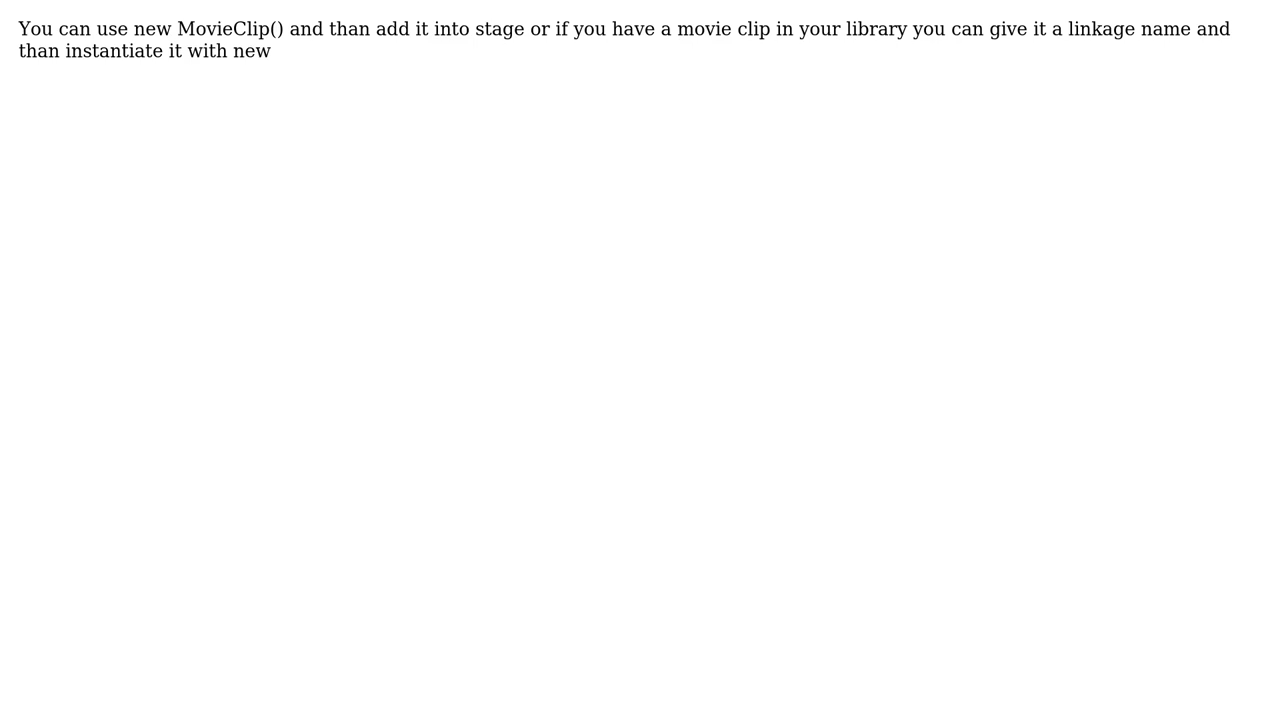 You can use new MovieClip() and than add it into stage or if you have a movie clip in your library you can give it a linkage name and
than instantiate it with new